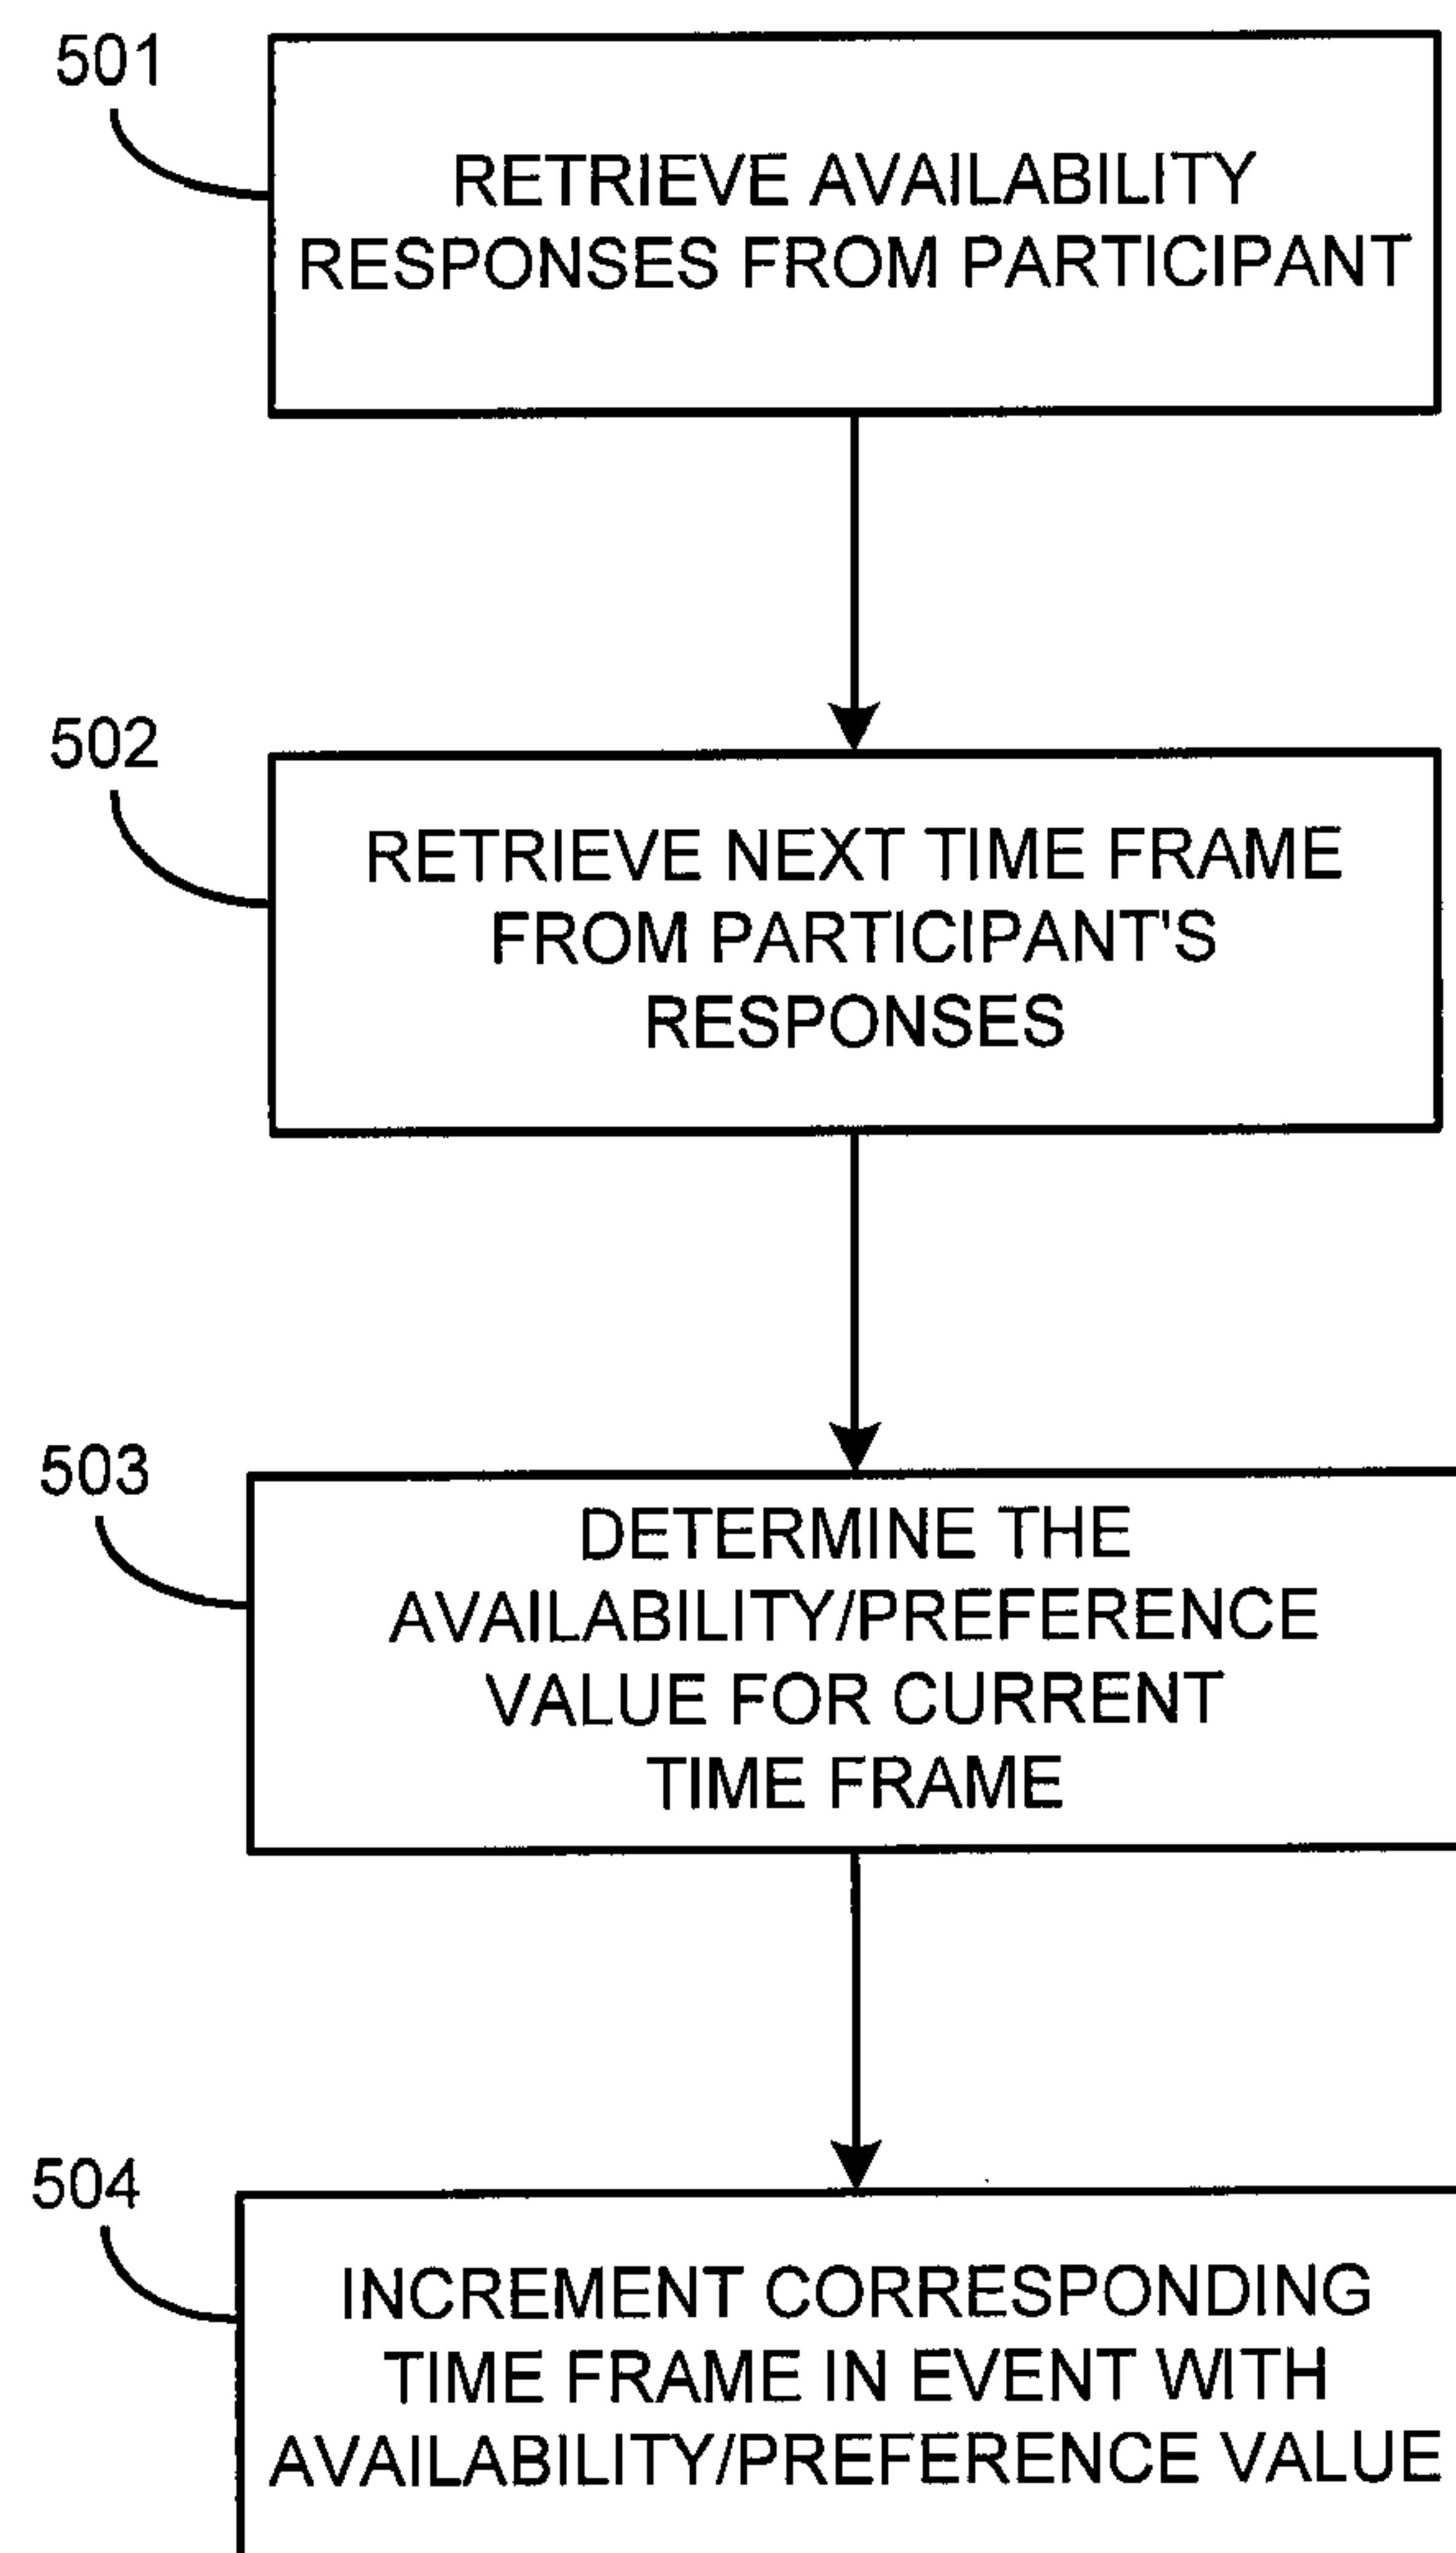 501
RETRIEVE AVAILABILITY
RESPONSES FROM PARTICIPANT
502
RETRIEVE NEXT TIME FRAME
FROM PARTICIPANT'S
RESPONSES
503
DETERMINE THE
AVAILABILITY/PREFERENCE
VALUE FOR CURRENT
TIME FRAME
504
INCREMENT CORRESPONDING
TIME FRAME IN EVENT WITH
AVAILABILITY/PREFERENCE VALUE